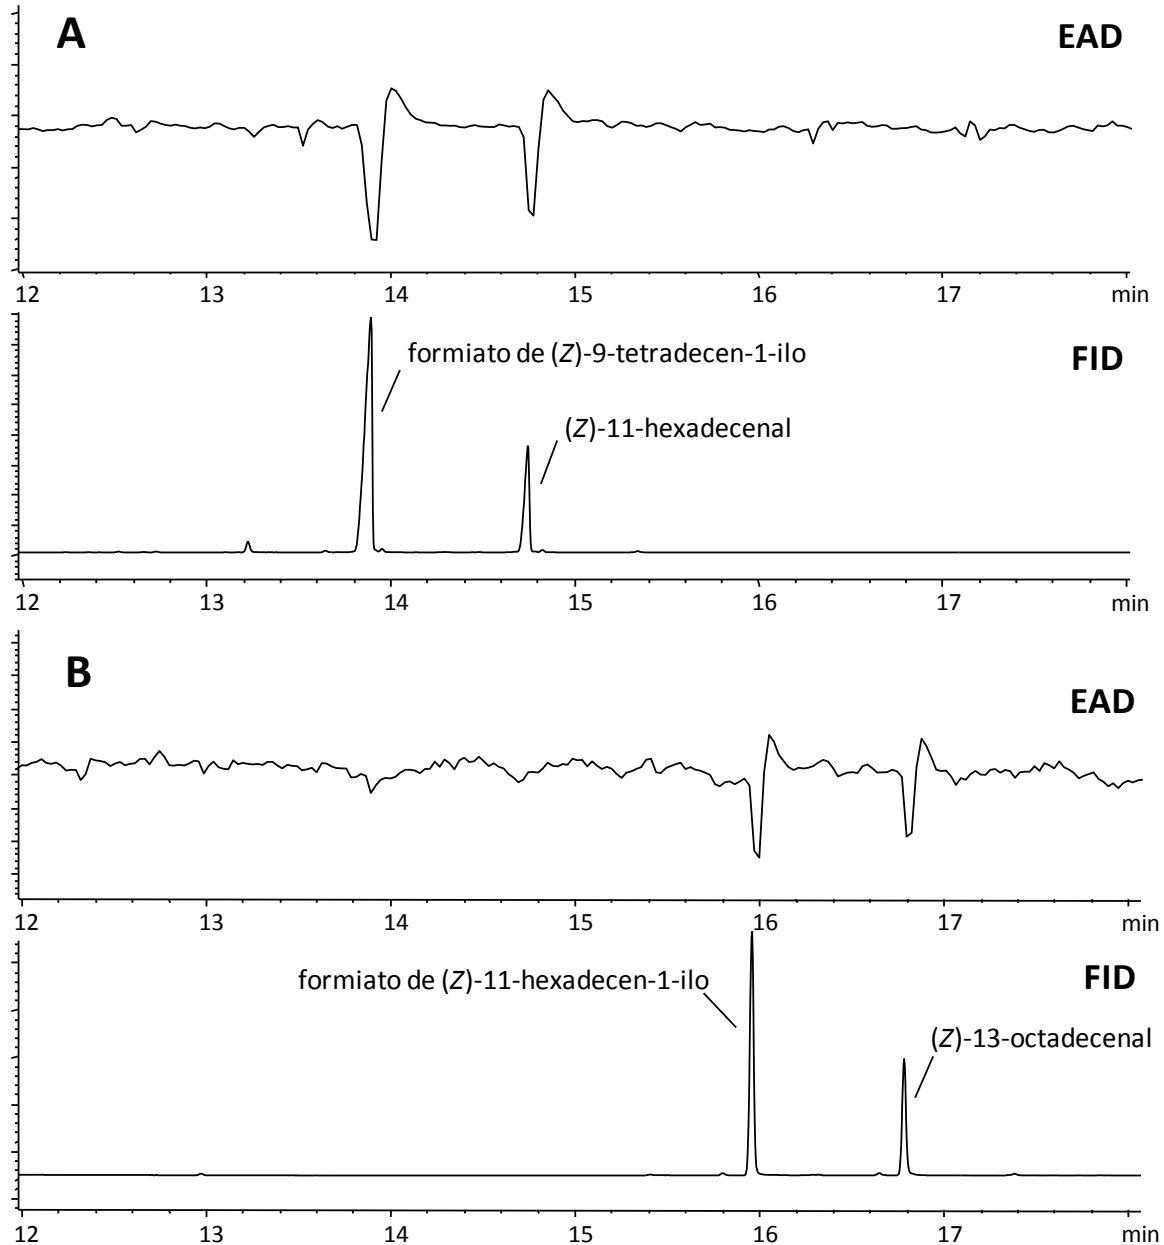 A
EAD
12 13 14 15 16 17 min
formiato de (Z)-9-tetradecen-1-ilo
FID
(Z)-11-hexadecenal
12 13 14 15 16 17 min
B
EAD
12 13 14 15 16 17 min
formiato de (Z)-11-hexadecen-1-ilo
FID
(Z)-13-octadecenal
12 13 14 15 16 17 min